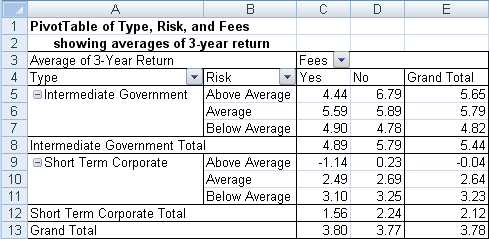 A B C D E
1 PivotTable of Type, Risk, and Fees
2 showing averages of 3-year return
3 Average of 3-Year Return Fees
4 Type Risk Yes No Grand Total
5 Intermediate Government Above Average 4.44 6.79 5.65
6 Average 5.59 5.89 5.79
7 Below Average 4.90 4.78 4.82
8 Intermediate Government Total 4.89 5.79 5.44
9 Short Term Corporate Above Average -1.14 0.23 -0.04
10 Average 2.49 2.69 2.64
11 Below Average 3.10 3.25 3.23
12 Short Term Corporate Total 1.56 2.24 2.12
13 Grand Total 3.80 3.77 3.78